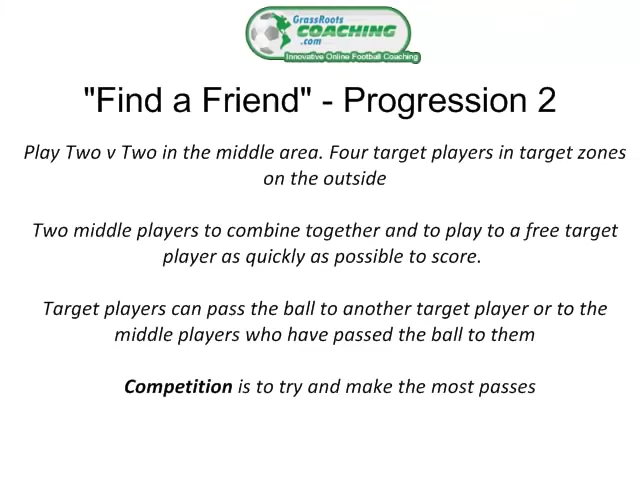 GrassRoots
COACHING
.com
Innovative Online Football Coaching
"Find a Friend" - Progression 2
Play Two v Two in the middle area. Four target players in target zones
on the outside
Two middle players to combine together and to play to a free target
player as quickly as possible to score.
Target players can pass the ball to another target player or to the
middle players who have passed the ball to them
Competition is to try and make the most passes